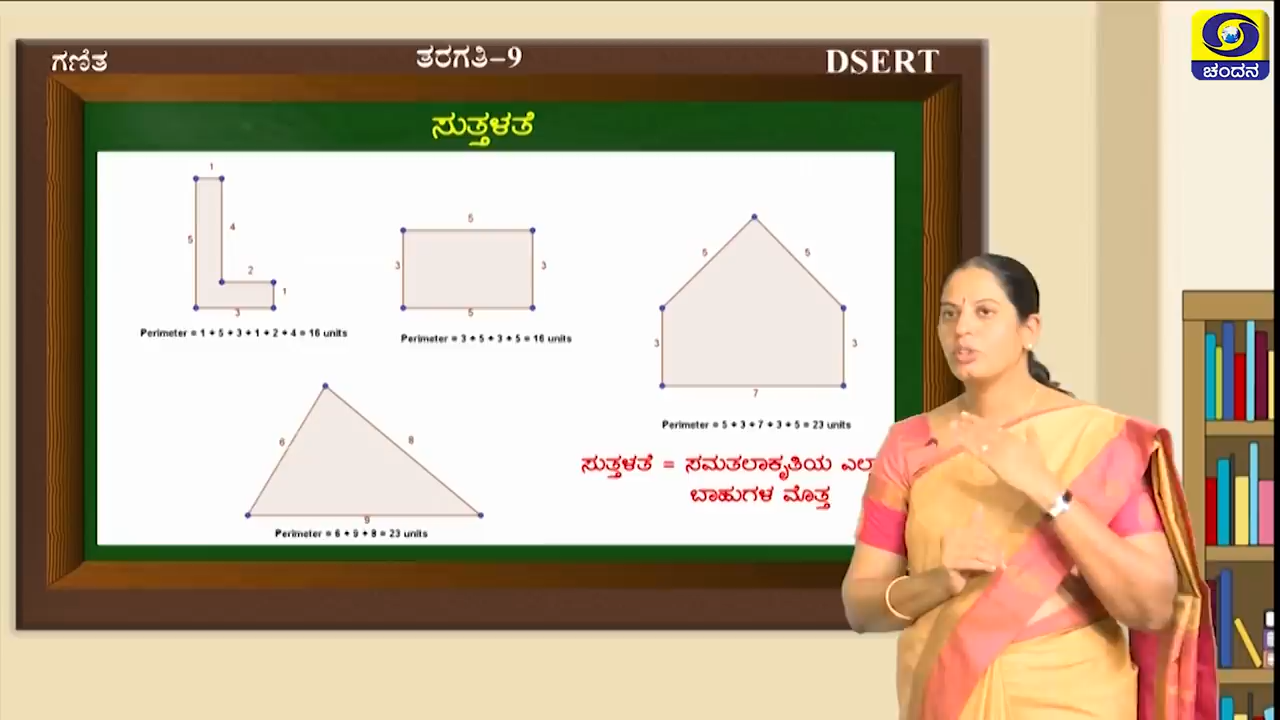 ಗಣಿತ
ತರಗತಿ-9
DSERT
ಚಂದನ
ಸುತ್ತಳತೆ
1
5
4
2
1
3
Perimeter = 1 + 5 + 3 + 1 + 2 + 4 = 16 units
5
3
3
5
Perimeter = 3 + 5 + 3 + 5 = 16 units
5
5
3
3
7
Perimeter = 5 + 3 + 7 + 3 + 5 = 23 units
6
8
9
Perimeter = 6 + 9 + 8 = 23 units
ಸುತ್ತಳತೆ = ಸಮತಲಾಕೃತಿಯ
ಬಾಹುಗಳ ಮೊತ್ತ